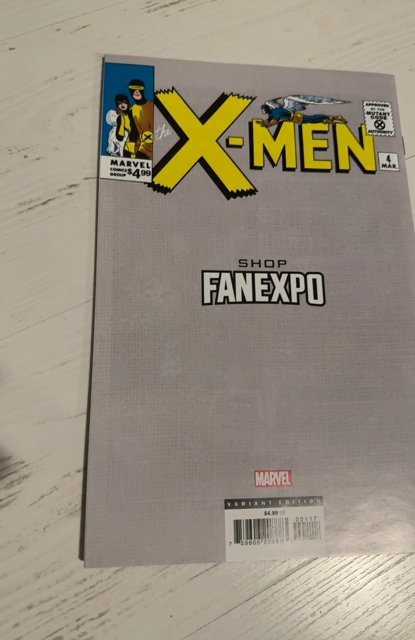 the
X-MEN
APPROVED
BY THE
MUTANT CODE
AUTHORITY
MARVEL
COMICS
GROUP
$4.99
4
MAR.
SHOP
FANEXPO
MARVEL
VARIANT EDITION
$4.99 US
00117